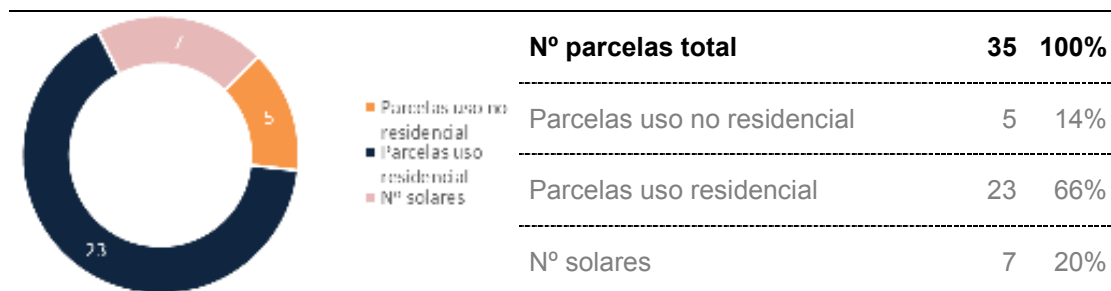 7
5
23
Parcelas uso no
residencial
Parcelas uso
residencial
Nº solares
Nº parcelas total 35 100%
Parcelas uso no residencial 5 14%
Parcelas uso residencial 23 66%
Nº solares 7 20%